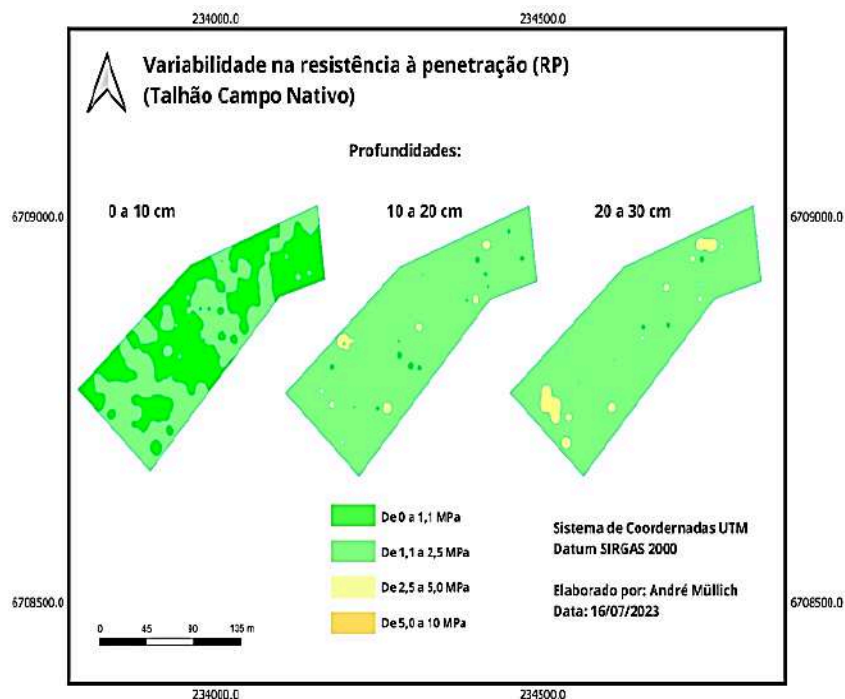 234000.0
234500.0
Variabilidade na resistência à penetração (RP)
(Talhão Campo Nativo)
Profundidades:
6709000.0
0 a 10 cm
10 a 20 cm
20 a 30 cm
6709000.0
De 0 a 1,1 MPa
De 1,1 a 2,5 MPa
De 2,5 a 5,0 MPa
De 5,0 a 10 MPa
Sistema de Coordernadas UTM
Datum SIRGAS 2000
Elaborado por: André Müllich
Data: 16/07/2023
6708500.0
6708500.0
0 45 90 135 m
234000.0
234500.0